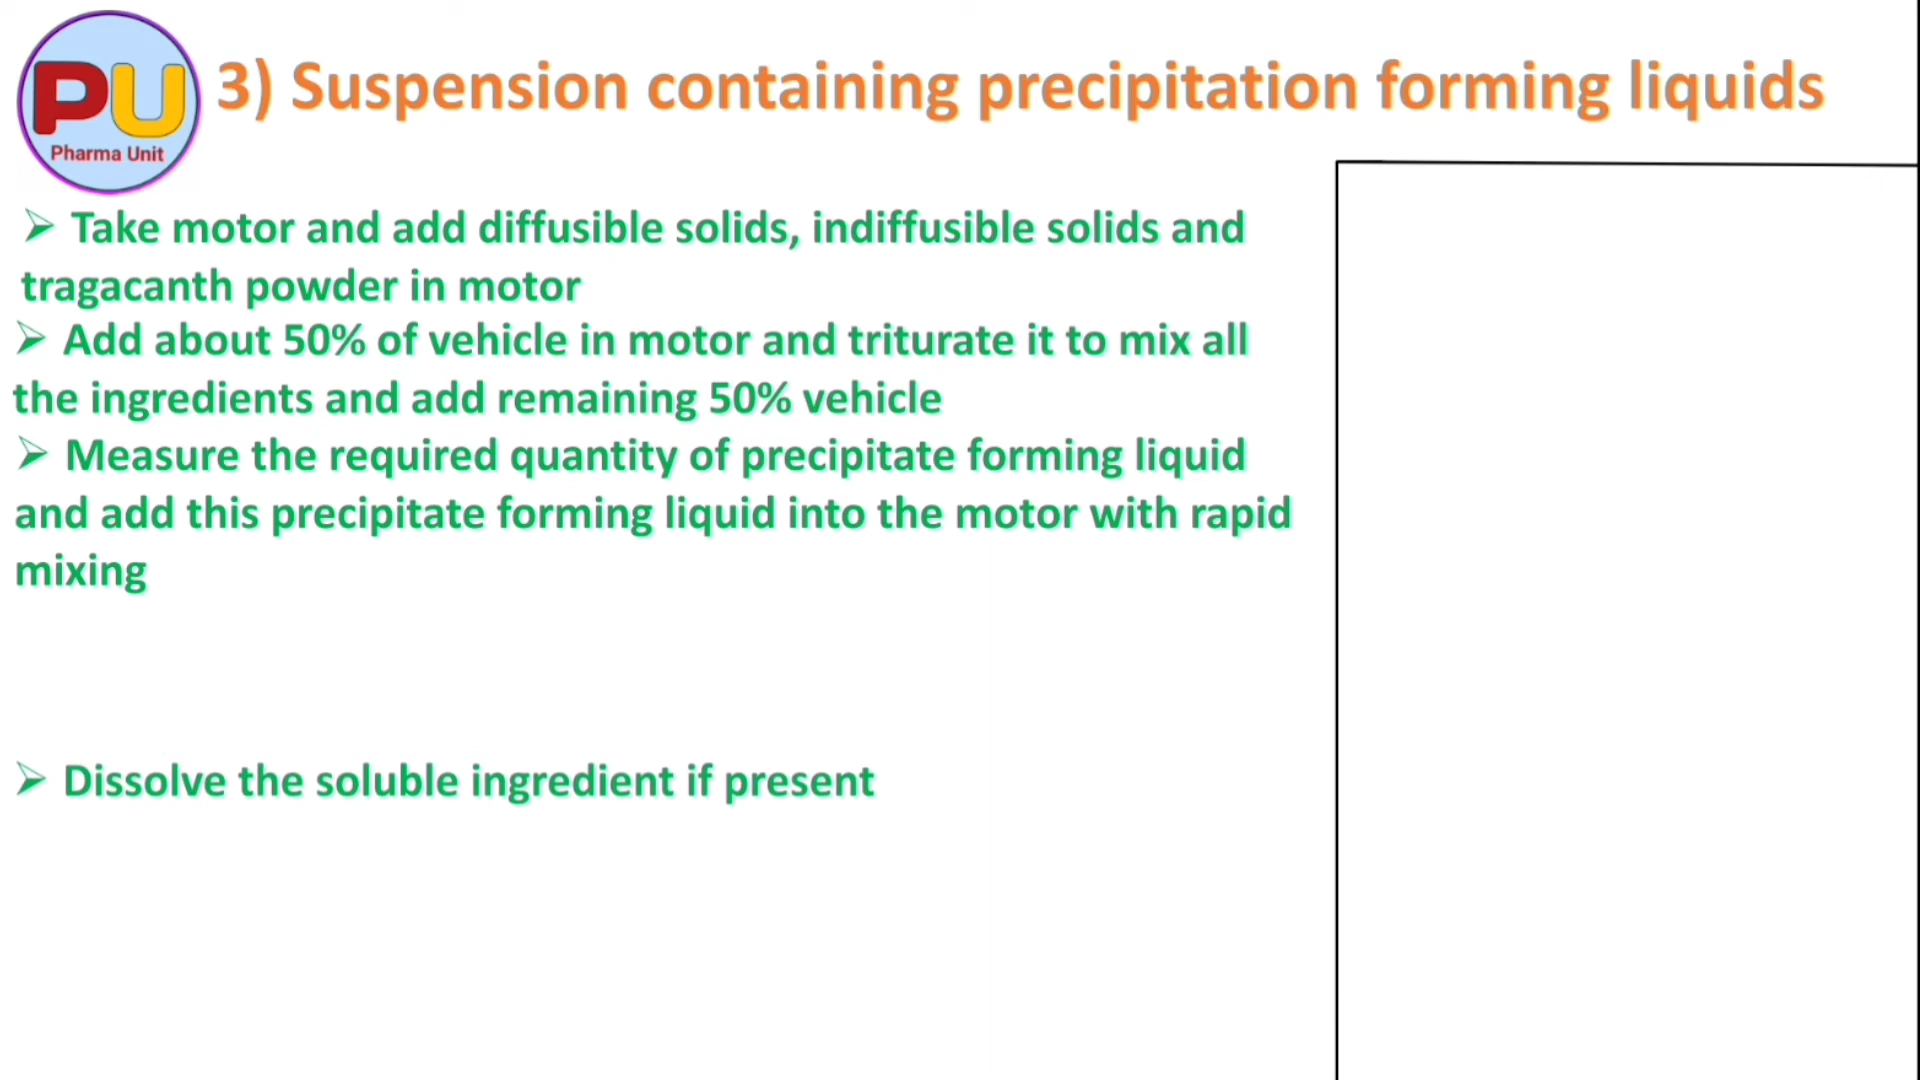 PU
Pharma Unit
3) Suspension containing precipitation forming liquids
➢ Take motor and add diffusible solids, indiffusible solids and
tragacanth powder in motor
➢ Add about 50% of vehicle in motor and triturate it to mix all
the ingredients and add remaining 50% vehicle
➢ Measure the required quantity of precipitate forming liquid
and add this precipitate forming liquid into the motor with rapid
mixing
➢ Dissolve the soluble ingredient if present